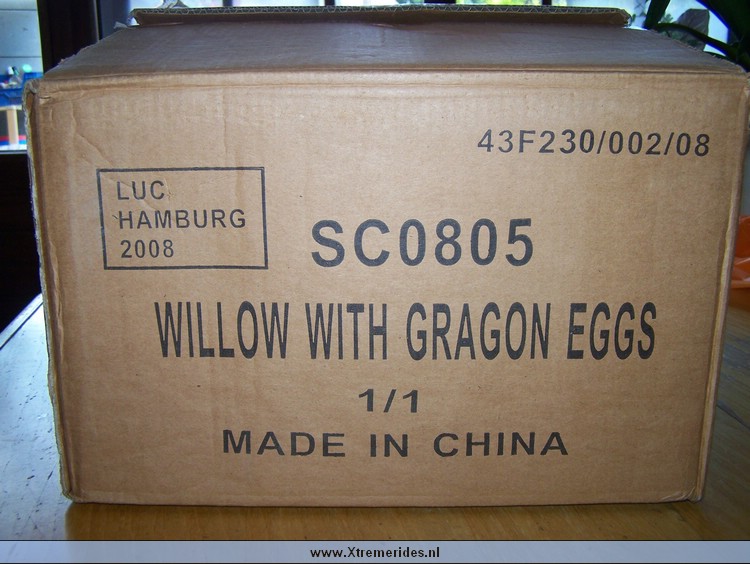 43F230/002/08
LUC
HAMBURG
2008
SC0805
WILLOW WITH GRAGON EGGS
1/1
MADE IN CHINA
www.Xtremerides.nl